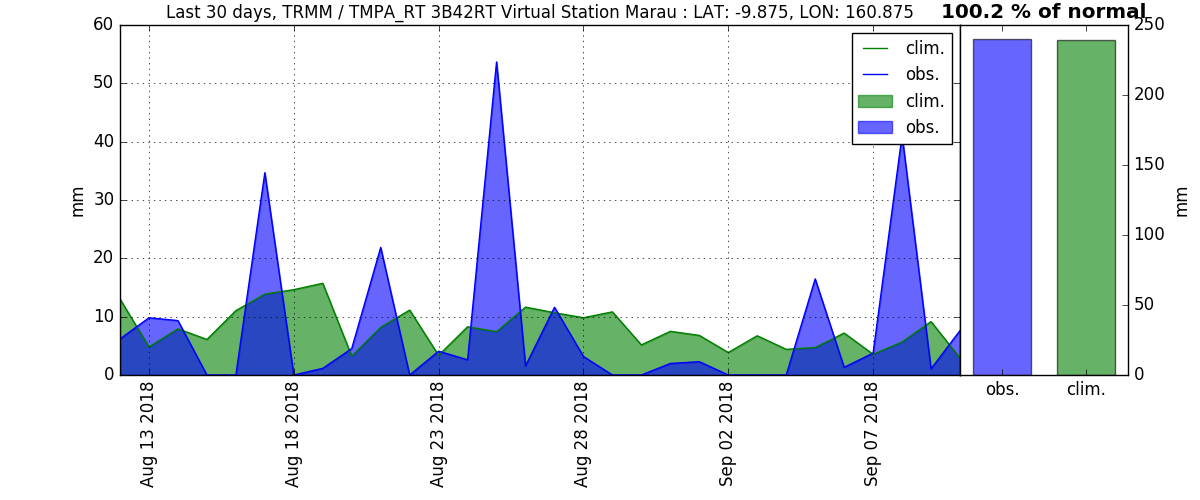 Last 30 days, TRMM / TMPA_RT 3B42RT Virtual Station Marau : LAT: -9.875, LON: 160.875
100.2 % of normal
60
50
40
30
20
10
0
mm
clim.
obs.
clim.
obs.
250
200
150
100
50
0
mm
Aug 13 2018
Aug 18 2018
Aug 23 2018
Aug 28 2018
Sep 02 2018
Sep 07 2018
obs.
clim.